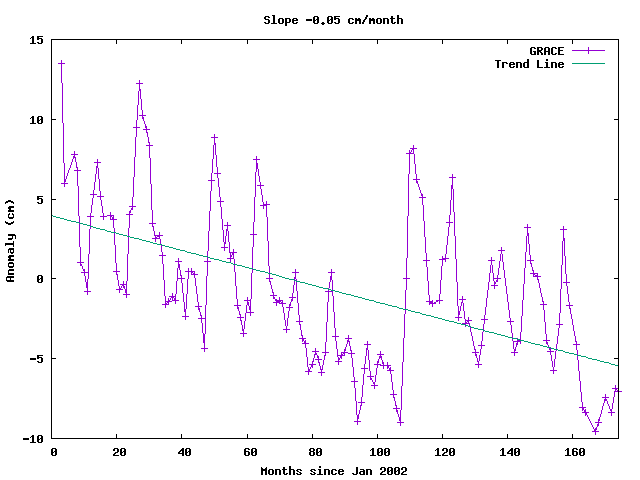 Slope -0.05 cm/month
GRACE
Trend Line
15
10
5
0
-5
-10
Anomaly (cm)
0 20 40 60 80 100 120 140 160
Months since Jan 2002